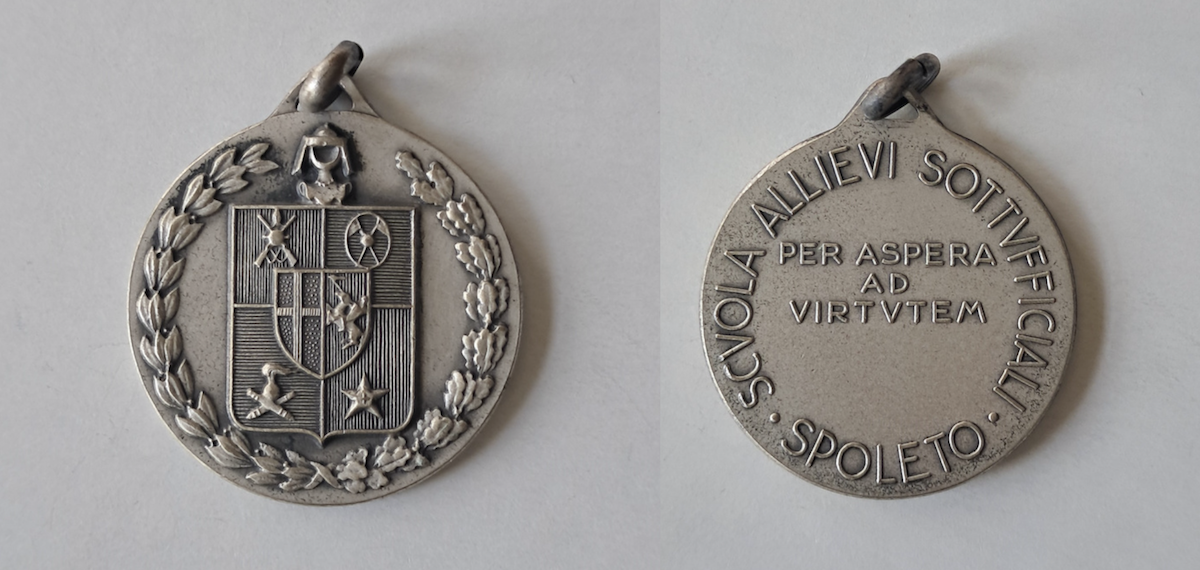 SCVOLA ALLIEVI SOTTVFFICIALI
PER ASPERA
AD
VIRTVTEM
· SPOLETO ·